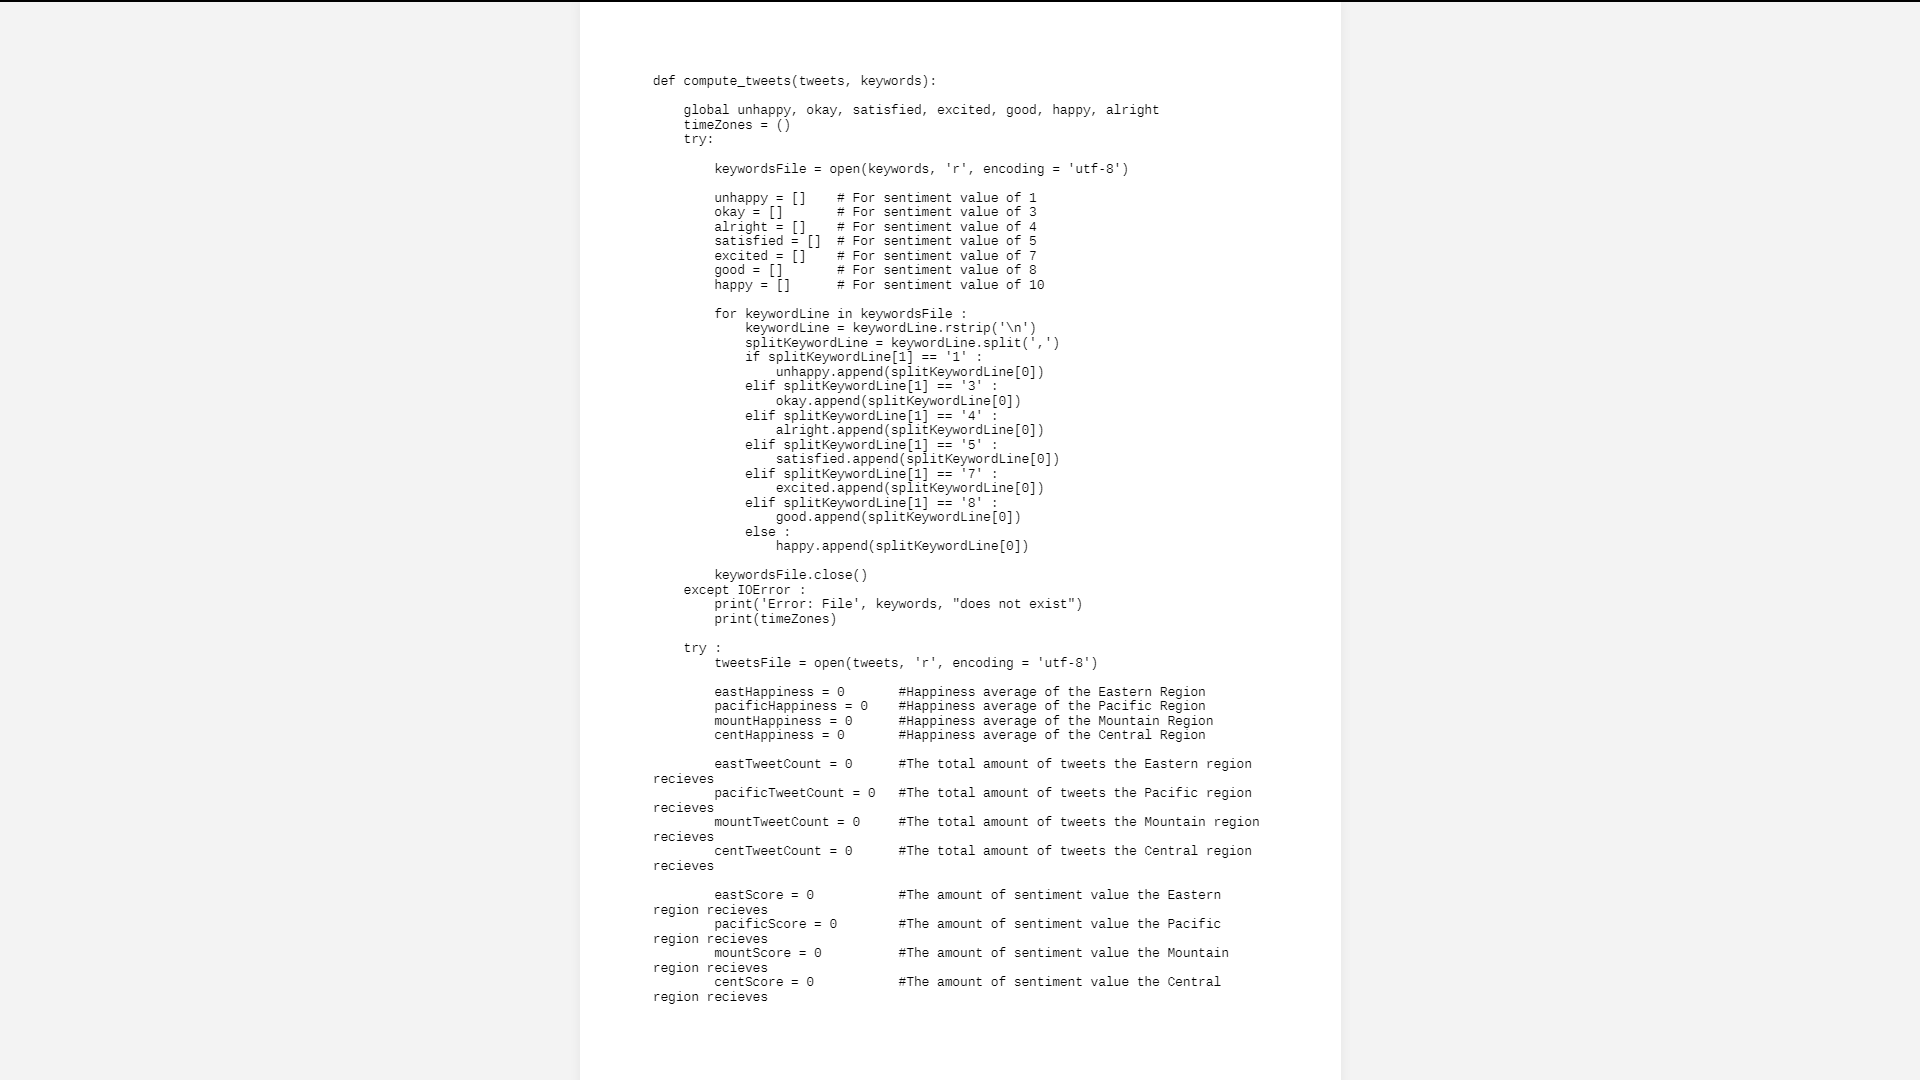 def compute_tweets(tweets, keywords):
    global unhappy, okay, satisfied, excited, good, happy, alright
    timeZones = ()
    try:
        keywordsFile = open(keywords, 'r', encoding = 'utf-8')
        unhappy = []    # For sentiment value of 1
        okay = []       # For sentiment value of 3
        alright = []    # For sentiment value of 4
        satisfied = []  # For sentiment value of 5
        excited = []    # For sentiment value of 7
        good = []       # For sentiment value of 8
        happy = []      # For sentiment value of 10
        for keywordLine in keywordsFile :
            keywordLine = keywordLine.rstrip('\n')
            splitKeywordLine = keywordLine.split(',')
            if splitKeywordLine[1] == '1' :
                unhappy.append(splitKeywordLine[0])
            elif splitKeywordLine[1] == '3' :
                okay.append(splitKeywordLine[0])
            elif splitKeywordLine[1] == '4' :
                alright.append(splitKeywordLine[0])
            elif splitKeywordLine[1] == '5' :
                satisfied.append(splitKeywordLine[0])
            elif splitKeywordLine[1] == '7' :
                excited.append(splitKeywordLine[0])
            elif splitKeywordLine[1] == '8' :
                good.append(splitKeywordLine[0])
            else :
                happy.append(splitKeywordLine[0])
        keywordsFile.close()
    except IOError :
        print('Error: File', keywords, "does not exist")
        print(timeZones)
    try :
        tweetsFile = open(tweets, 'r', encoding = 'utf-8')
        eastHappiness = 0       #Happiness average of the Eastern Region
        pacificHappiness = 0    #Happiness average of the Pacific Region
        mountHappiness = 0      #Happiness average of the Mountain Region
        centHappiness = 0       #Happiness average of the Central Region
        eastTweetCount = 0      #The total amount of tweets the Eastern region
recieves
        pacificTweetCount = 0   #The total amount of tweets the Pacific region
recieves
        mountTweetCount = 0     #The total amount of tweets the Mountain region
recieves
        centTweetCount = 0      #The total amount of tweets the Central region
recieves
        eastScore = 0           #The amount of sentiment value the Eastern
region recieves
        pacificScore = 0        #The amount of sentiment value the Pacific
region recieves
        mountScore = 0          #The amount of sentiment value the Mountain
region recieves
        centScore = 0           #The amount of sentiment value the Central
region recieves